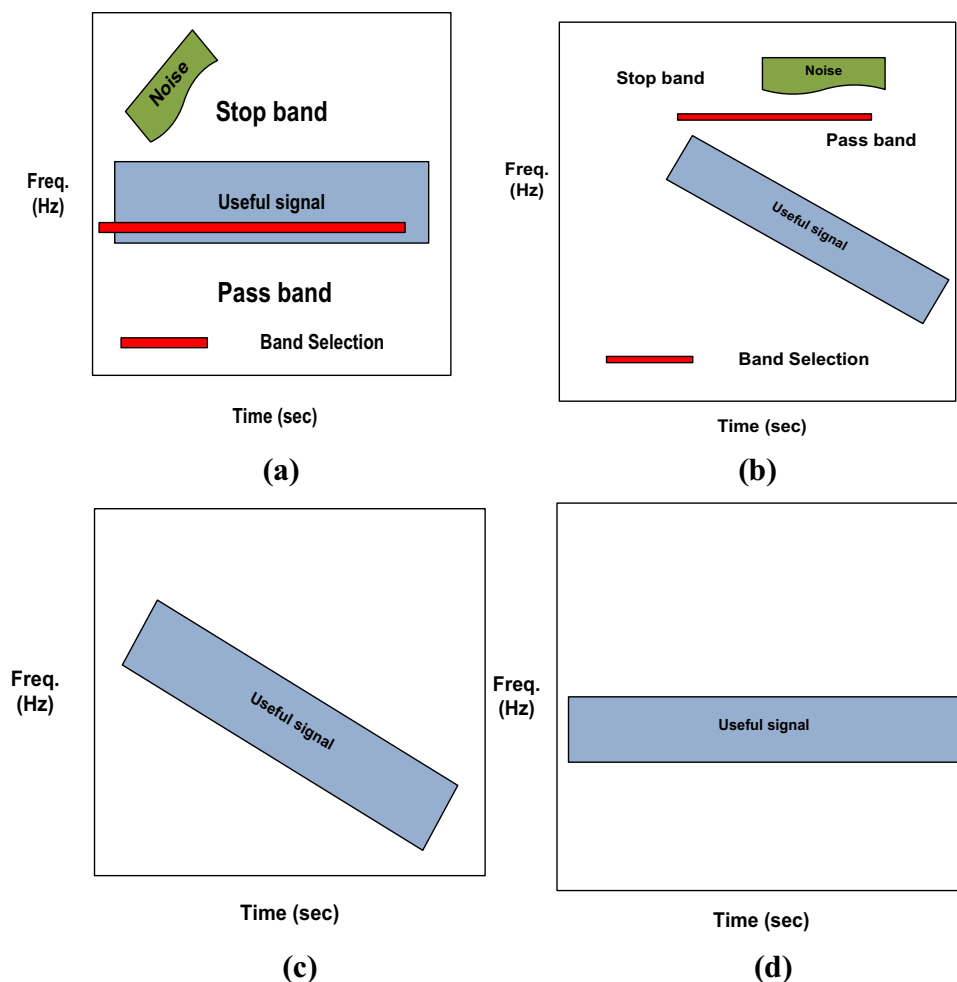 Noise
Stop band
Freq.
(Hz)
Useful signal
Pass band
Band Selection
Time (sec)
(a)
Noise
Stop band
Pass band
Freq.
(Hz)
Useful signal
Band Selection
Time (sec)
(b)
Freq.
(Hz)
Useful signal
Time (sec)
(c)
Freq.
(Hz)
Useful signal
Time (sec)
(d)